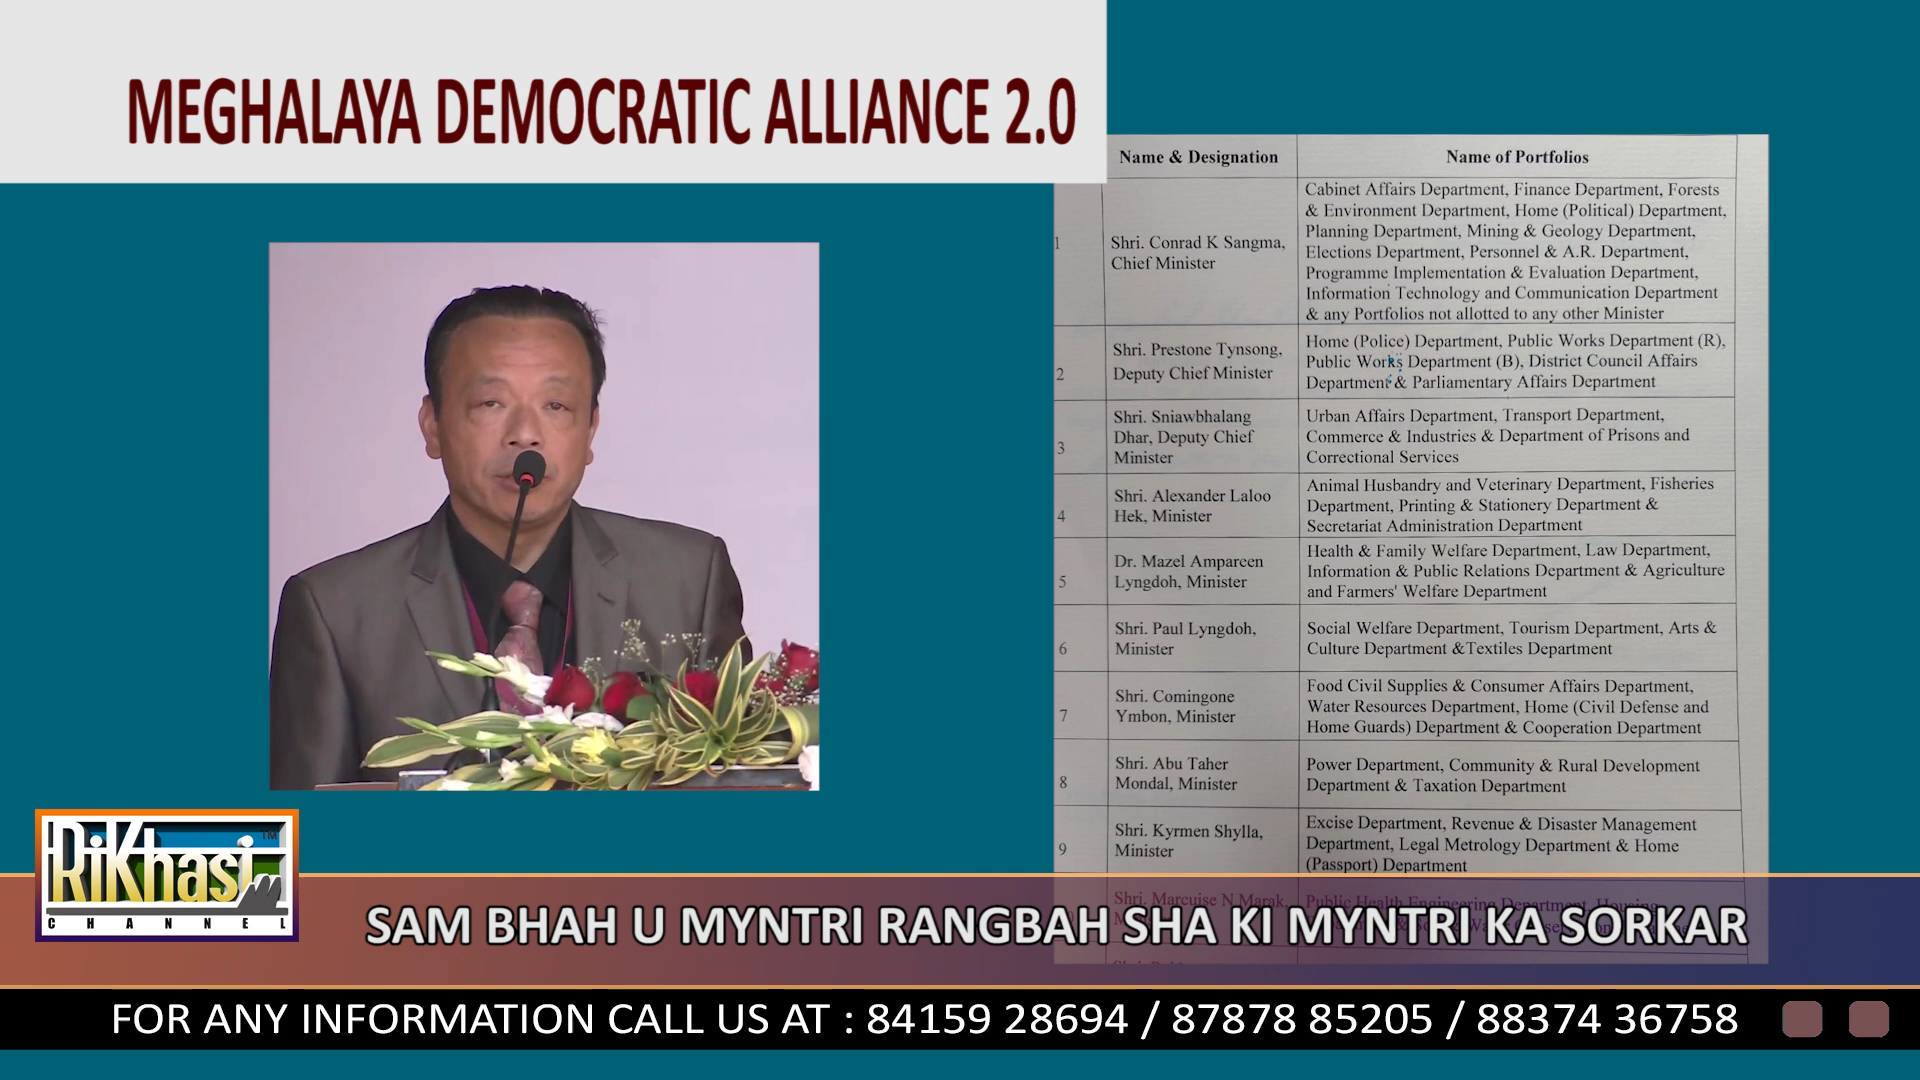 MEGHALAYA DEMOCRATIC ALLIANCE 2.0
Name & Designation
Name of Portfolios
1
Shri. Conrad K Sangma,
Chief Minister
Cabinet Affairs Department, Finance Department, Forests
& Environment Department, Home (Political) Department,
Planning Department, Mining & Geology Department,
Elections Department, Personnel & A.R. Department,
Programme Implementation & Evaluation Department,
Information Technology and Communication Department
& any Portfolios not allotted to any other Minister
2
Shri. Prestone Tynsong,
Deputy Chief Minister
Home (Police) Department, Public Works Department (R),
Public Works Department (B), District Council Affairs
Department & Parliamentary Affairs Department
3
Shri. Sniawbhalang
Dhar, Deputy Chief
Minister
Urban Affairs Department, Transport Department,
Commerce & Industries & Department of Prisons and
Correctional Services
4
Shri. Alexander Laloo
Hek, Minister
Animal Husbandry and Veterinary Department, Fisheries
Department, Printing & Stationery Department &
Secretariat Administration Department
5
Dr. Mazel Ampareen
Lyngdoh, Minister
Health & Family Welfare Department, Law Department,
Information & Public Relations Department & Agriculture
and Farmers' Welfare Department
6
Shri. Paul Lyngdoh,
Minister
Social Welfare Department, Tourism Department, Arts &
Culture Department &Textiles Department
7
Shri. Comingone
Ymbon, Minister
Food Civil Supplies & Consumer Affairs Department,
Water Resources Department, Home (Civil Defense and
Home Guards) Department & Cooperation Department
8
Shri. Abu Taher
Mondal, Minister
Power Department, Community & Rural Development
Department & Taxation Department
9
Shri. Kyrmen Shylla,
Minister
Excise Department, Revenue & Disaster Management
Department, Legal Metrology Department & Home
(Passport) Department
Shri. Marcuise N Marak,
Public Health Engineering Department, Housing
RiKhasi TM
CHANNEL
SAM BHAH U MYNTRI RANGBAH SHA KI MYNTRI KA SORKAR
FOR ANY INFORMATION CALL US AT : 84159 28694 / 87878 85205 / 88374 36758